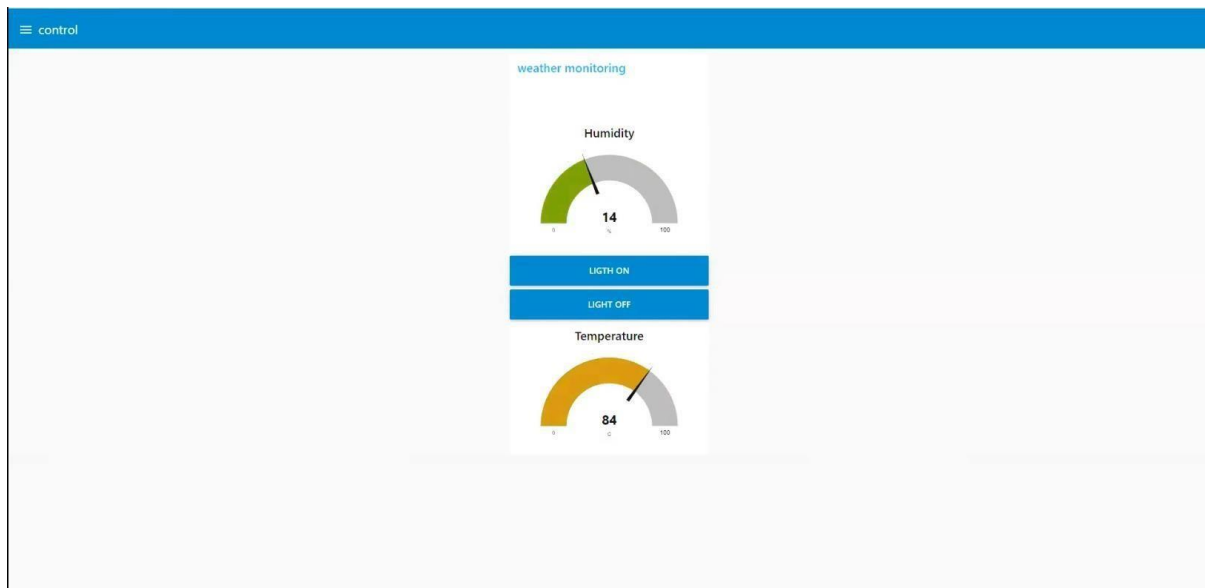 control
weather monitoring
Humidity
14
%
0 100
LIGTH ON
LIGHT OFF
Temperature
84
0 100